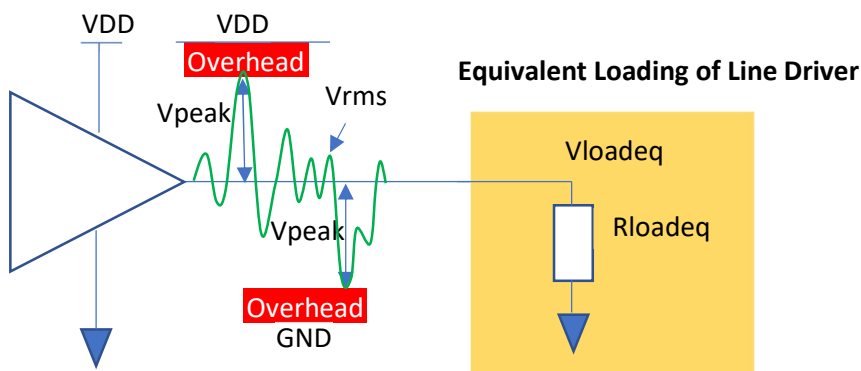 VDD
VDD
Overhead
Equivalent Loading of Line Driver
Vpeak
Vrms
Vloadeq
Rloadeq
Vpeak
Overhead
GND